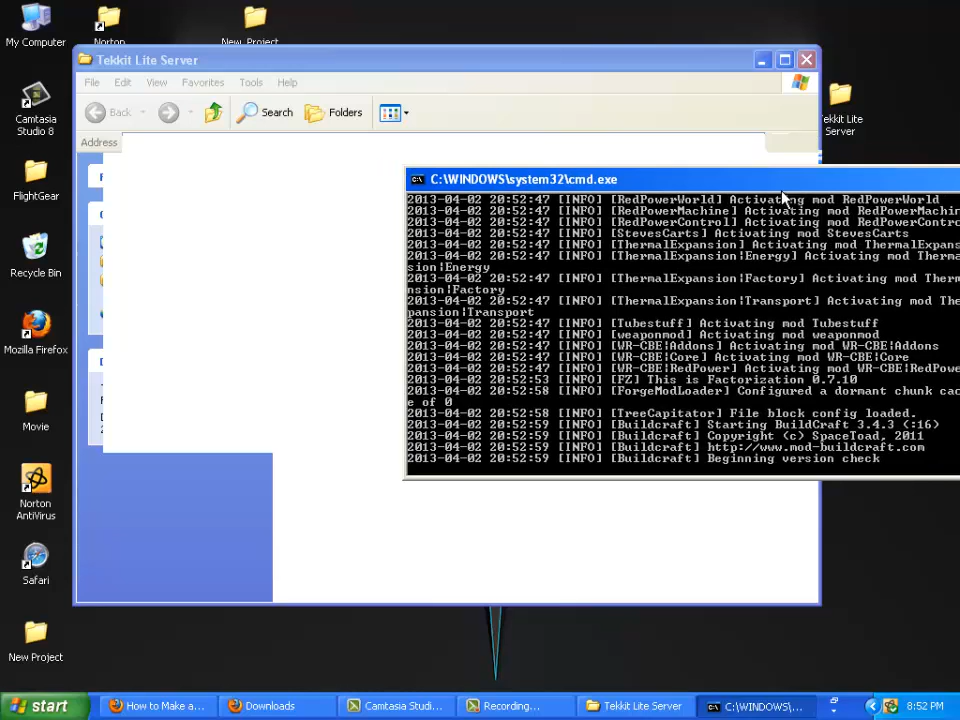 My Computer
Norton
New_Project
Tekkit Lite Server
File Edit View Favorites Tools Help
Back Search Folders
Address
Camtasia Studio 8
Tekkit Lite Server
C:\WINDOWS\system32\cmd.exe
2013-04-02 20:52:47 [INFO] [RedPowerWorld] Activating mod RedPowerWorld
2013-04-02 20:52:47 [INFO] [RedPowerMachine] Activating mod RedPowerMachin
2013-04-02 20:52:47 [INFO] [RedPowerControl] Activating mod RedPowerContro
2013-04-02 20:52:47 [INFO] [StevesCarts] Activating mod StevesCarts
2013-04-02 20:52:47 [INFO] [ThermalExpansion] Activating mod ThermalExpans
2013-04-02 20:52:47 [INFO] [ThermalExpansion|Energy] Activating mod Therma
sion|Energy
2013-04-02 20:52:47 [INFO] [ThermalExpansion|Factory] Activating mod Therm
nsion|Factory
2013-04-02 20:52:47 [INFO] [ThermalExpansion|Transport] Activating mod The
pansion|Transport
2013-04-02 20:52:47 [INFO] [Tubestuff] Activating mod Tubestuff
2013-04-02 20:52:47 [INFO] [weaponmod] Activating mod weaponmod
2013-04-02 20:52:47 [INFO] [WR-CBE|Addons] Activating mod WR-CBE|Addons
2013-04-02 20:52:47 [INFO] [WR-CBE|Core] Activating mod WR-CBE|Core
2013-04-02 20:52:47 [INFO] [WR-CBE|RedPower] Activating mod WR-CBE|RedPowe
2013-04-02 20:52:53 [INFO] [FZ] This is Factorization 0.7.10
2013-04-02 20:52:58 [INFO] [ForgeModLoader] Configured a dormant chunk cac
e of 0
2013-04-02 20:52:58 [INFO] [TreeCapitator] File block config loaded.
2013-04-02 20:52:59 [INFO] [Buildcraft] Starting BuildCraft 3.4.3 (:16)
2013-04-02 20:52:59 [INFO] [Buildcraft] Copyright (c) SpaceToad, 2011
2013-04-02 20:52:59 [INFO] [Buildcraft] http://www.mod-buildcraft.com
2013-04-02 20:52:59 [INFO] [Buildcraft] Beginning version check
FlightGear
Recycle Bin
Mozilla Firefox
Movie
Norton AntiVirus
Safari
New Project
start
How to Make a...
Downloads
Camtasia Studi...
Recording...
Tekkit Lite Server
C:\WINDOWS\...
8:52 PM